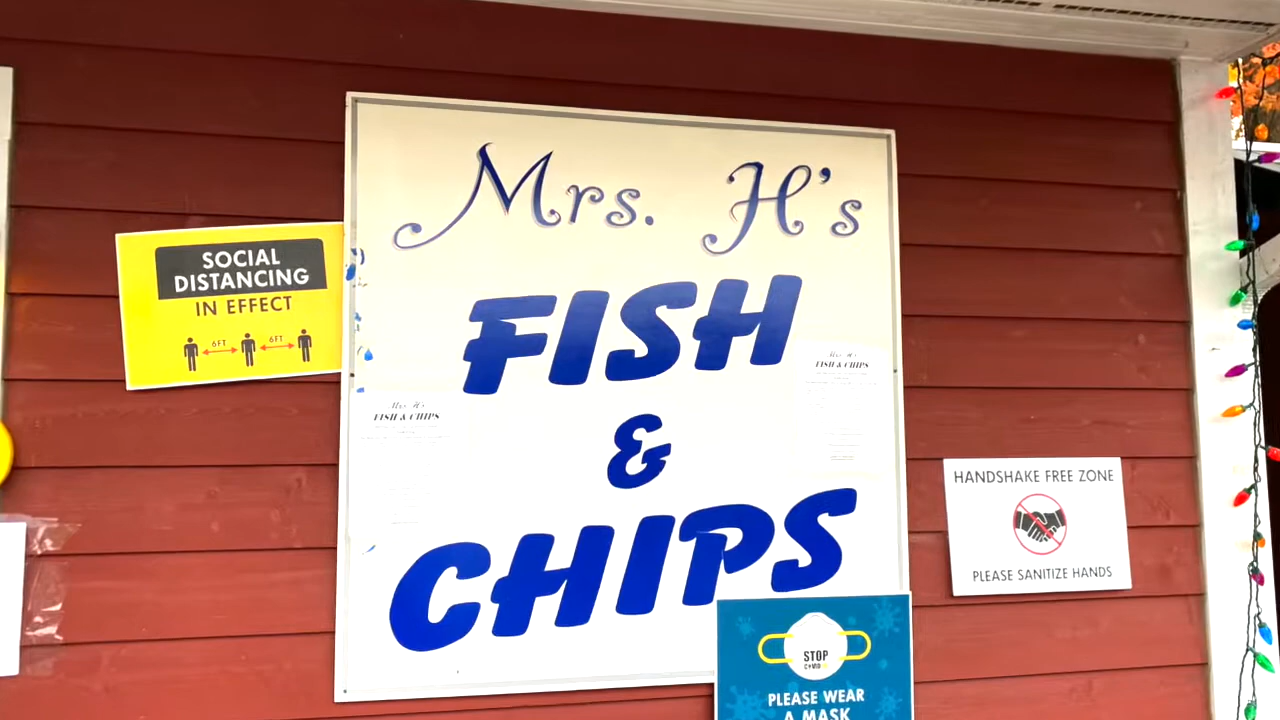 Mrs. H's
FISH
&
CHIPS
SOCIAL
DISTANCING
IN EFFECT
6FT 6FT
Mrs. H's
FISH & CHIPS
Mrs. H's
FISH & CHIPS
HANDSHAKE FREE ZONE
PLEASE SANITIZE HANDS
STOP
COVID
PLEASE WEAR
A MASK